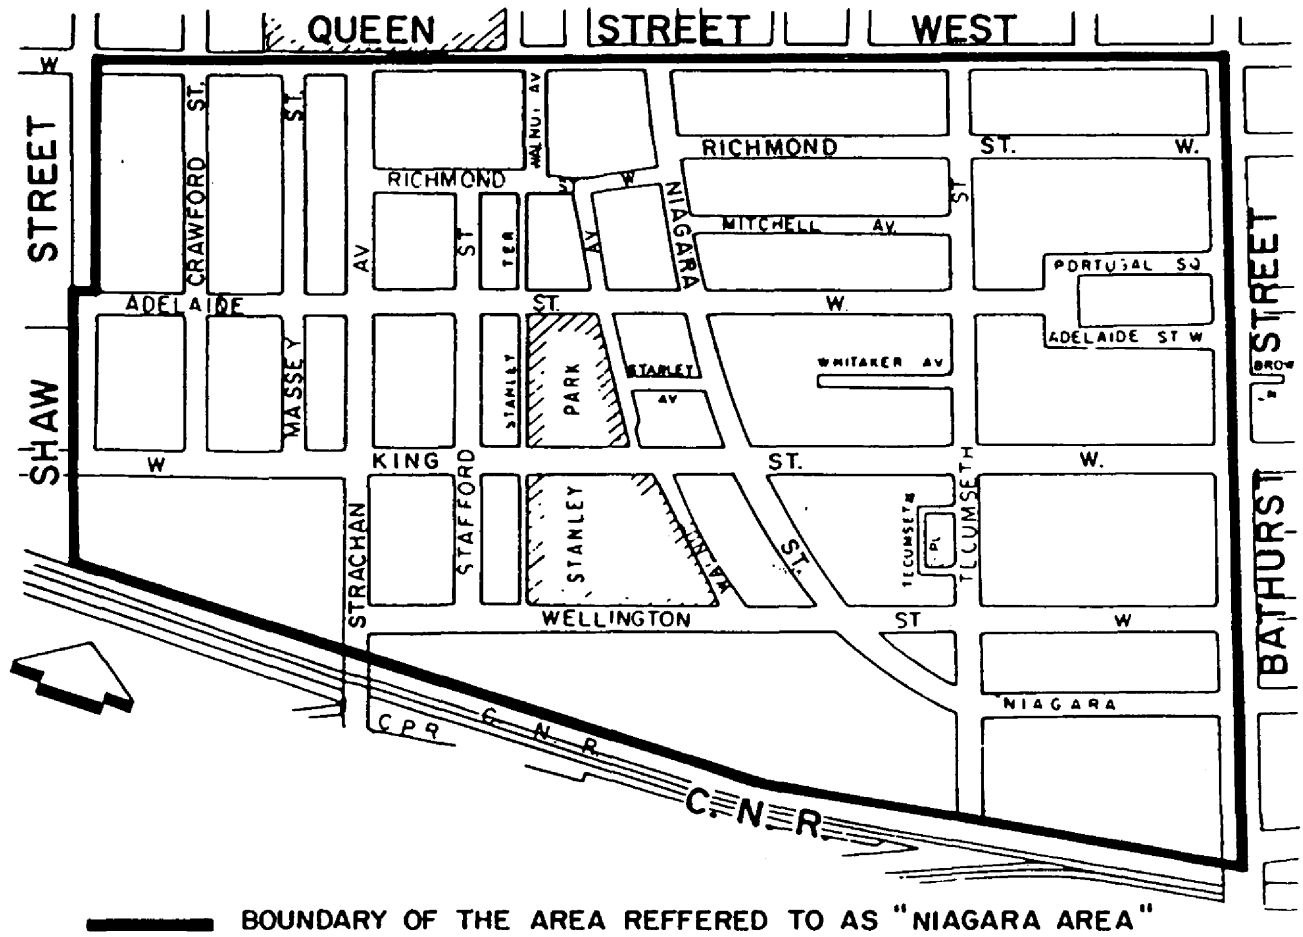 QUEEN STREET WEST
W
STREET
CRAWFORD ST.
ST.
WALNUT AV
RICHMOND ST. W.
RICHMOND ST W
NIAGARA
ST
MITCHELL AV.
AV
ST
TER
AV
PORTUGAL SQ
STREET
ADELAIDE ST. W.
ADELAIDE ST W
MASSEY
STANLEY
PARK
STANLEY
AV
WHITAKER AV
BROW
SHAW
W KING ST. W.
STRACHAN
STAFFORD
STANLEY
ST.
TECUMSETH
PL
TECUMSETH
BATHURST
WELLINGTON ST W
NIAGARA
C P R
C. N. R.
C. N. R.
BOUNDARY OF THE AREA REFFERED TO AS "NIAGARA AREA"